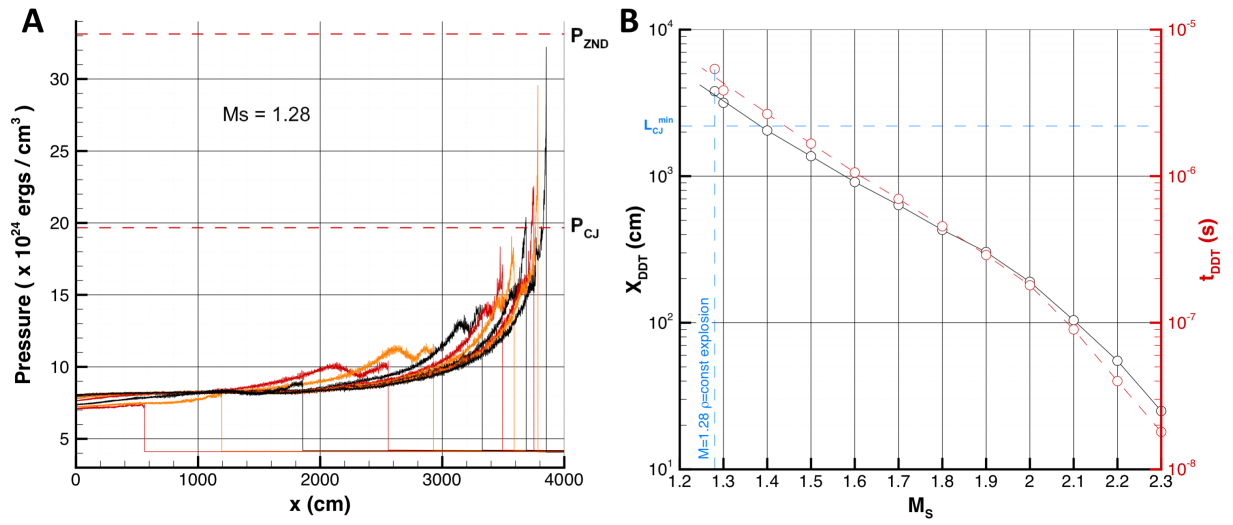 A
P_ZND
P_CJ
Ms = 1.28
Pressure ( x 10^24 ergs / cm^3 )
30
25
20
15
10
5
0
1000
2000
3000
4000
x (cm)
B
10^4
10^3
10^2
10^1
L_CJ^min
X_DDT (cm)
M=1.28 ρ=const explosion
10^-5
10^-6
10^-7
10^-8
t_DDT (s)
1.2
1.3
1.4
1.5
1.6
1.7
1.8
1.9
2.0
2.1
2.2
2.3
M_S